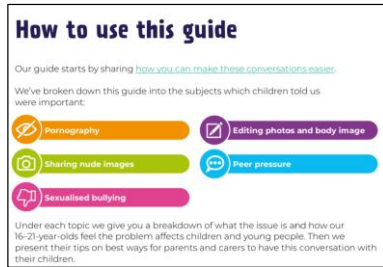 How to use this guide
Our guide starts by sharing how you can make these conversations easier.
We've broken down this guide into the subjects which children told us
were important:
Pornography
Editing photos and body image
Sharing nude images
Peer pressure
Sexualised bullying
Under each topic we give you a breakdown of what the issue is and how our
16-21-year-olds feel the problem affects children and young people. Then we
present their tips on best ways for parents and carers to have this conversation with
their children.